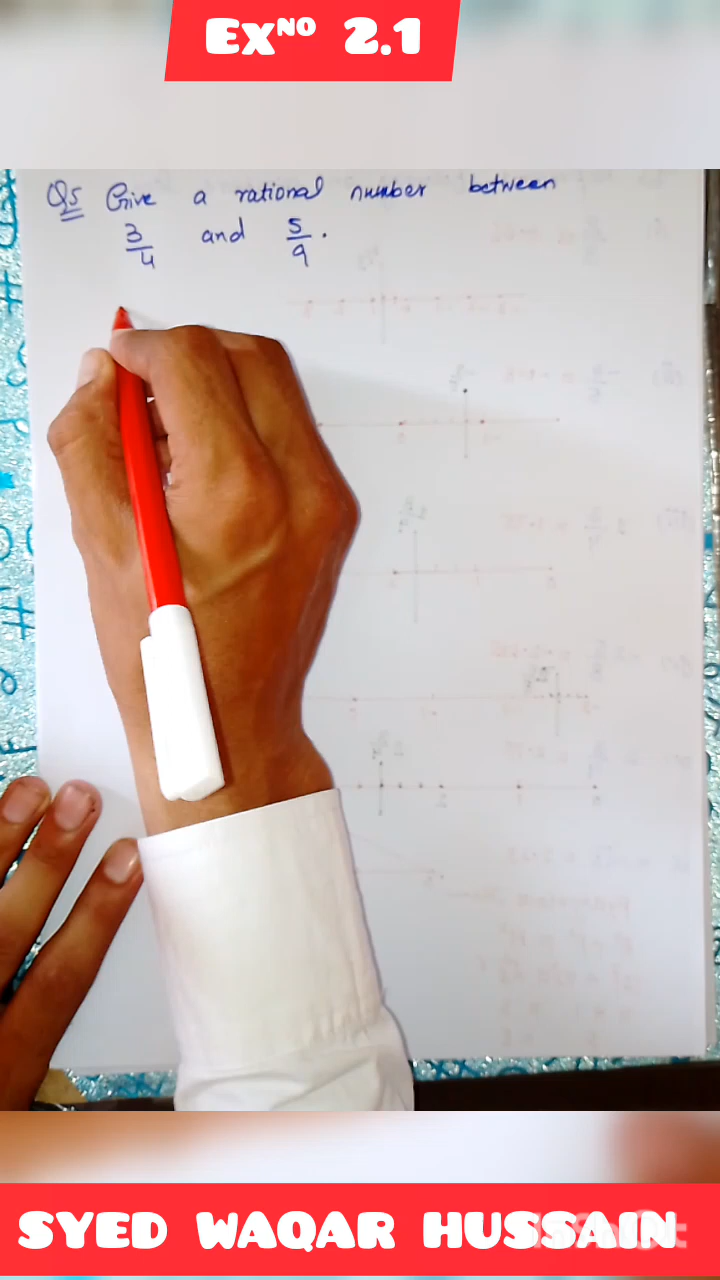 Exᴺᴼ 2.1
Q5 Give a rational number between
3/4 and 5/9.
SYED WAQAR HUSSAIN